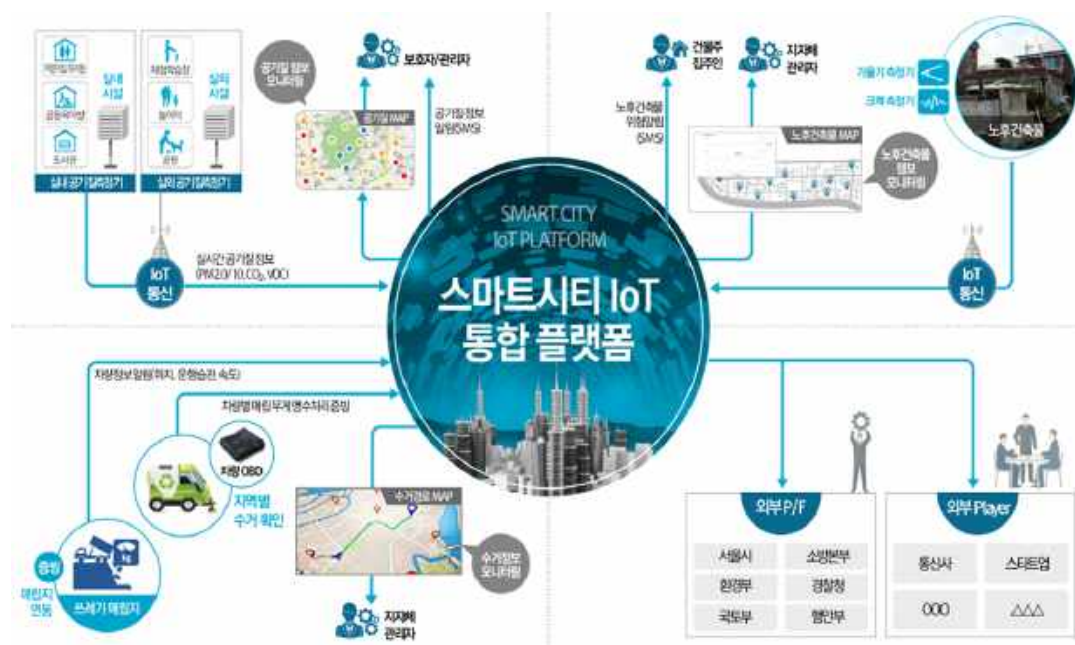 실내
시설
실외
시설
도서관
놀이터
공원
실내 공기질측정기
실외 공기질측정기
IoT
통신
실시간 공기질 정보
(PM2.0/ 10, CO₂, VOC)
공기질 정보
모니터링
보호자/관리자
공기질 MAP
공기질 정보
알림(SMS)
건물주
집주인
지자체
관리자
노후건축물
위험알림
(SMS)
노후건축물 MAP
노후건축물
정보
모니터링
기울기 측정기
크랙 측정기
노후건축물
IoT
통신
SMART CITY
IoT PLATFORM
스마트시티 IoT
통합 플랫폼
차량정보 알림(위치, 운행습관, 속도)
차량별 매립 무게 영수처리 증빙
차량 OBD
지역별
수거 확인
증빙
매립지
연동
kg
쓰레기 매립지
수거경로 MAP
수거정보
모니터링
지자체
관리자
외부 P/F
서울시
소방본부
환경부
경찰청
국토부
행안부
외부 Player
통신사
스타트업
OOO
△△△